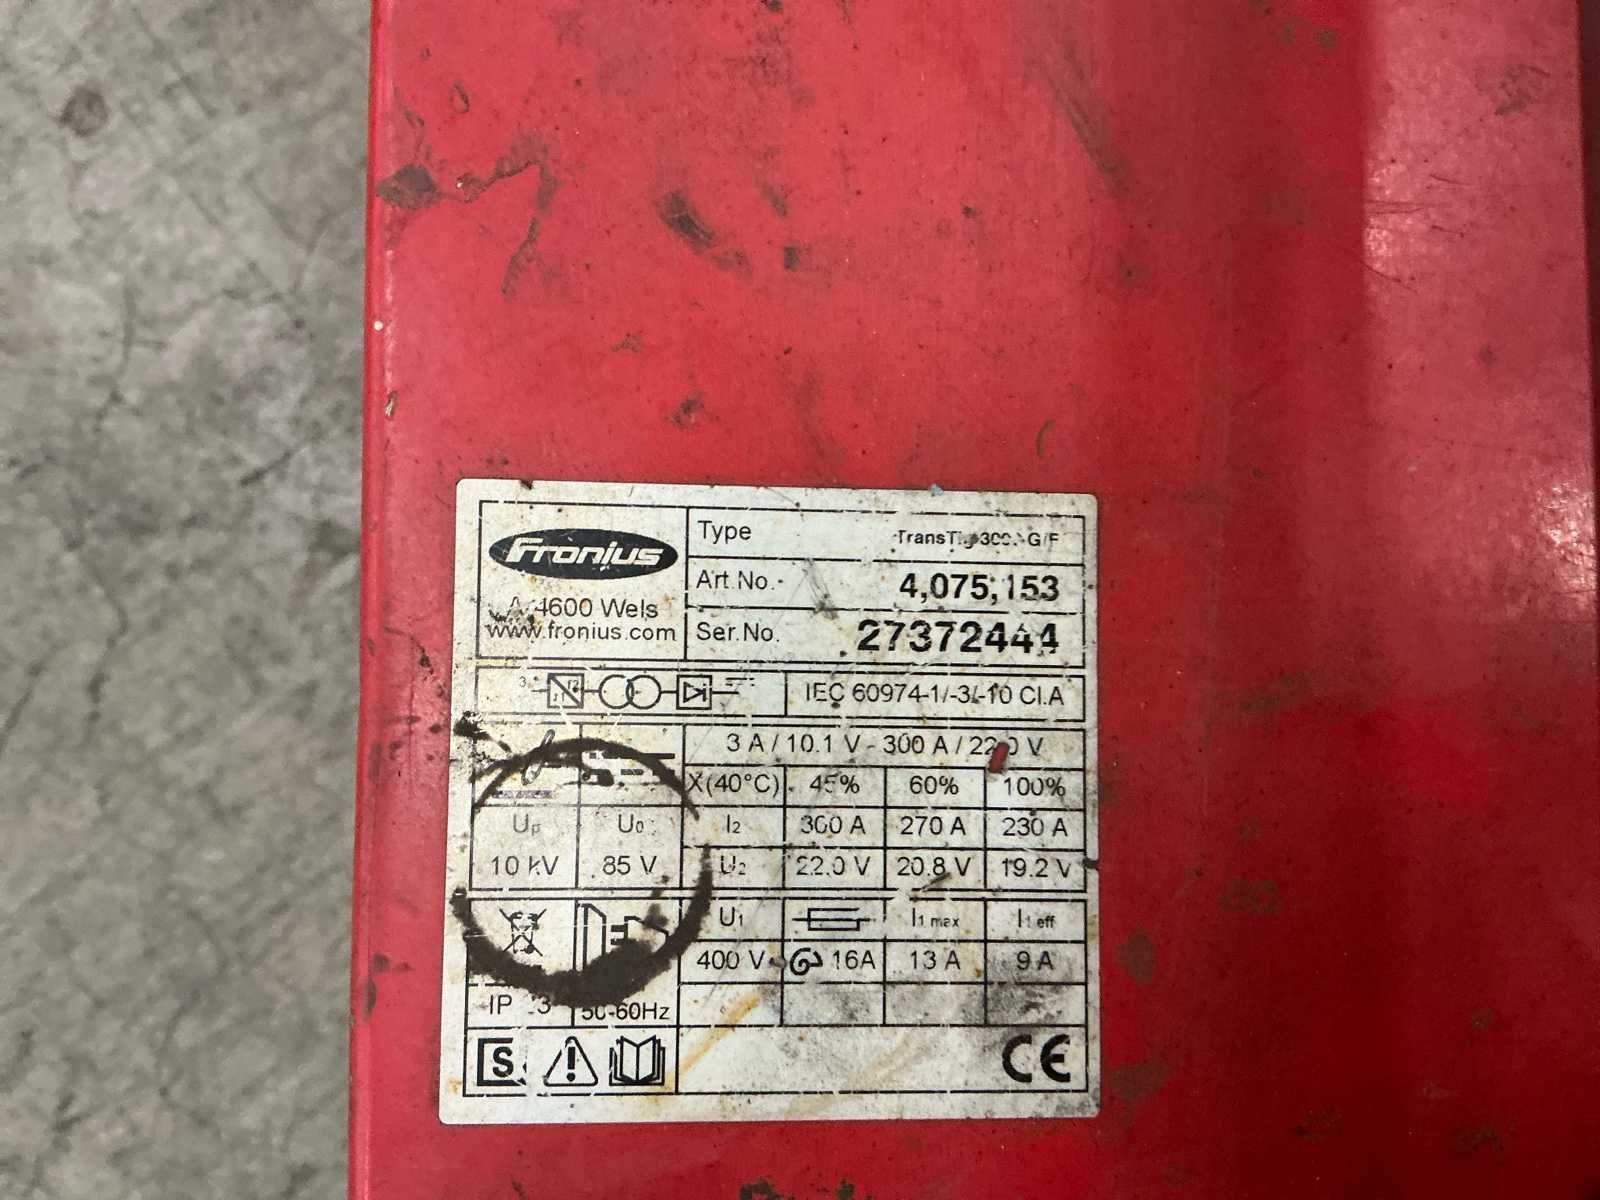 Fronius
A-4600 Wels
www.fronius.com
Type
Art.No.
4,075,153
Ser.No.
27372444
3~
IEC 60974-1/-3/-10 Cl.A
3 A / 10.1 V - 300 A / 22.0 V
X(40°C) 45% 60% 100%
Up U0 I2 300 A 270 A 230 A
10 kV 85 V U2 22.0 V 20.8 V 19.2 V
U1 I1 max I1 eff
400 V 16A 13 A 9 A
IP 50-60Hz
S CE